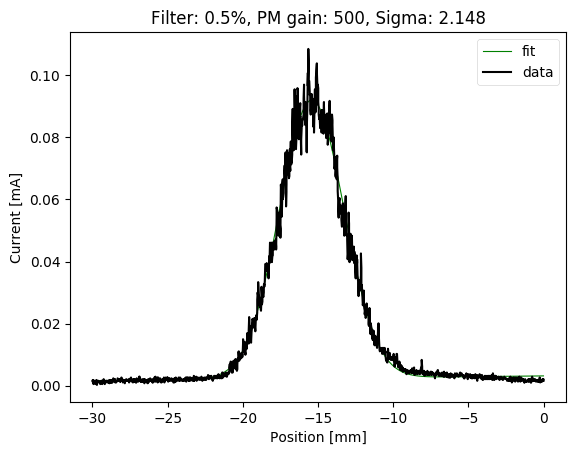 Filter: 0.5%, PM gain: 500, Sigma: 2.148
fit
data
Current [mA]
0.10
0.08
0.06
0.04
0.02
0.00
−30
−25
−20
−15
−10
−5
0
Position [mm]